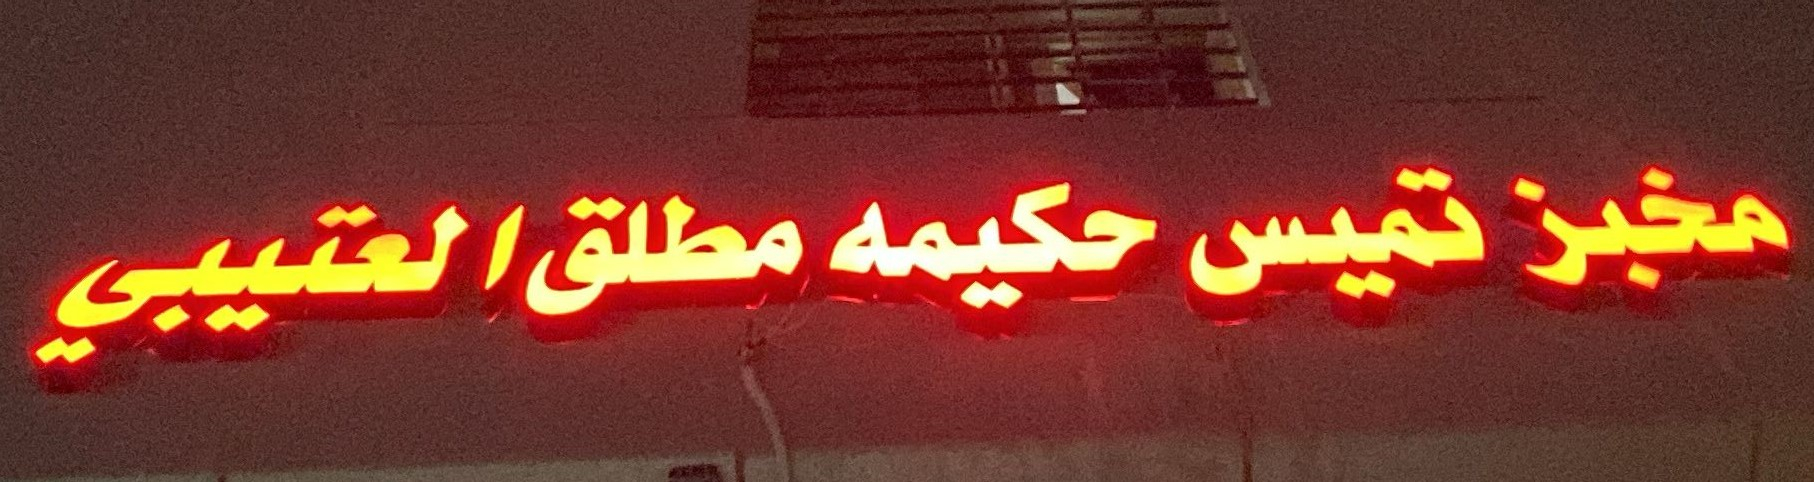 مخبز تميس حكيمه مطلق العتيبي